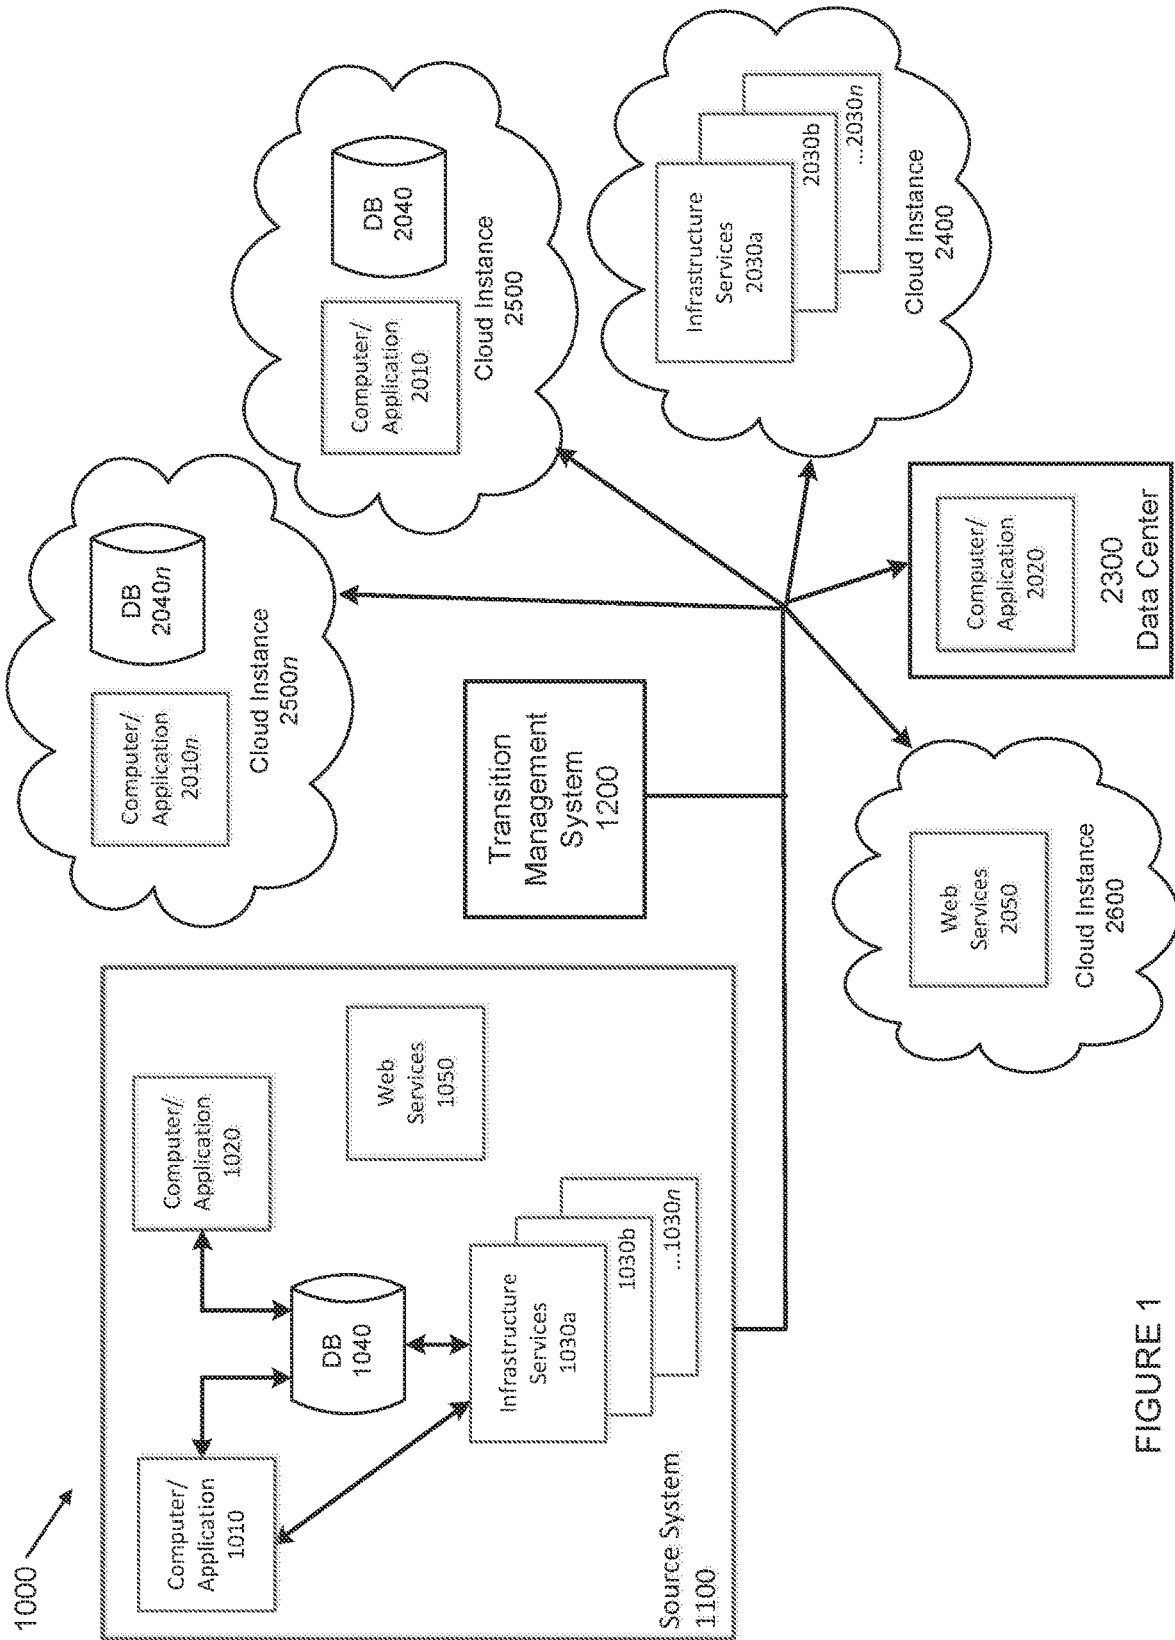 1000
Computer/
Application
1010
Computer/
Application
1020
DB
1040
Infrastructure
Services
1030a
1030b
...1030n
Web
Services
1050
Source System
1100
Transition
Management
System
1200
Computer/
Application
2010n
DB
2040n
Cloud Instance
2500n
Computer/
Application
2010
DB
2040
Cloud Instance
2500
Infrastructure
Services
2030a
2030b
...2030n
Cloud Instance
2400
Computer/
Application
2020
2300
Data Center
Web
Services
2050
Cloud Instance
2600
FIGURE 1